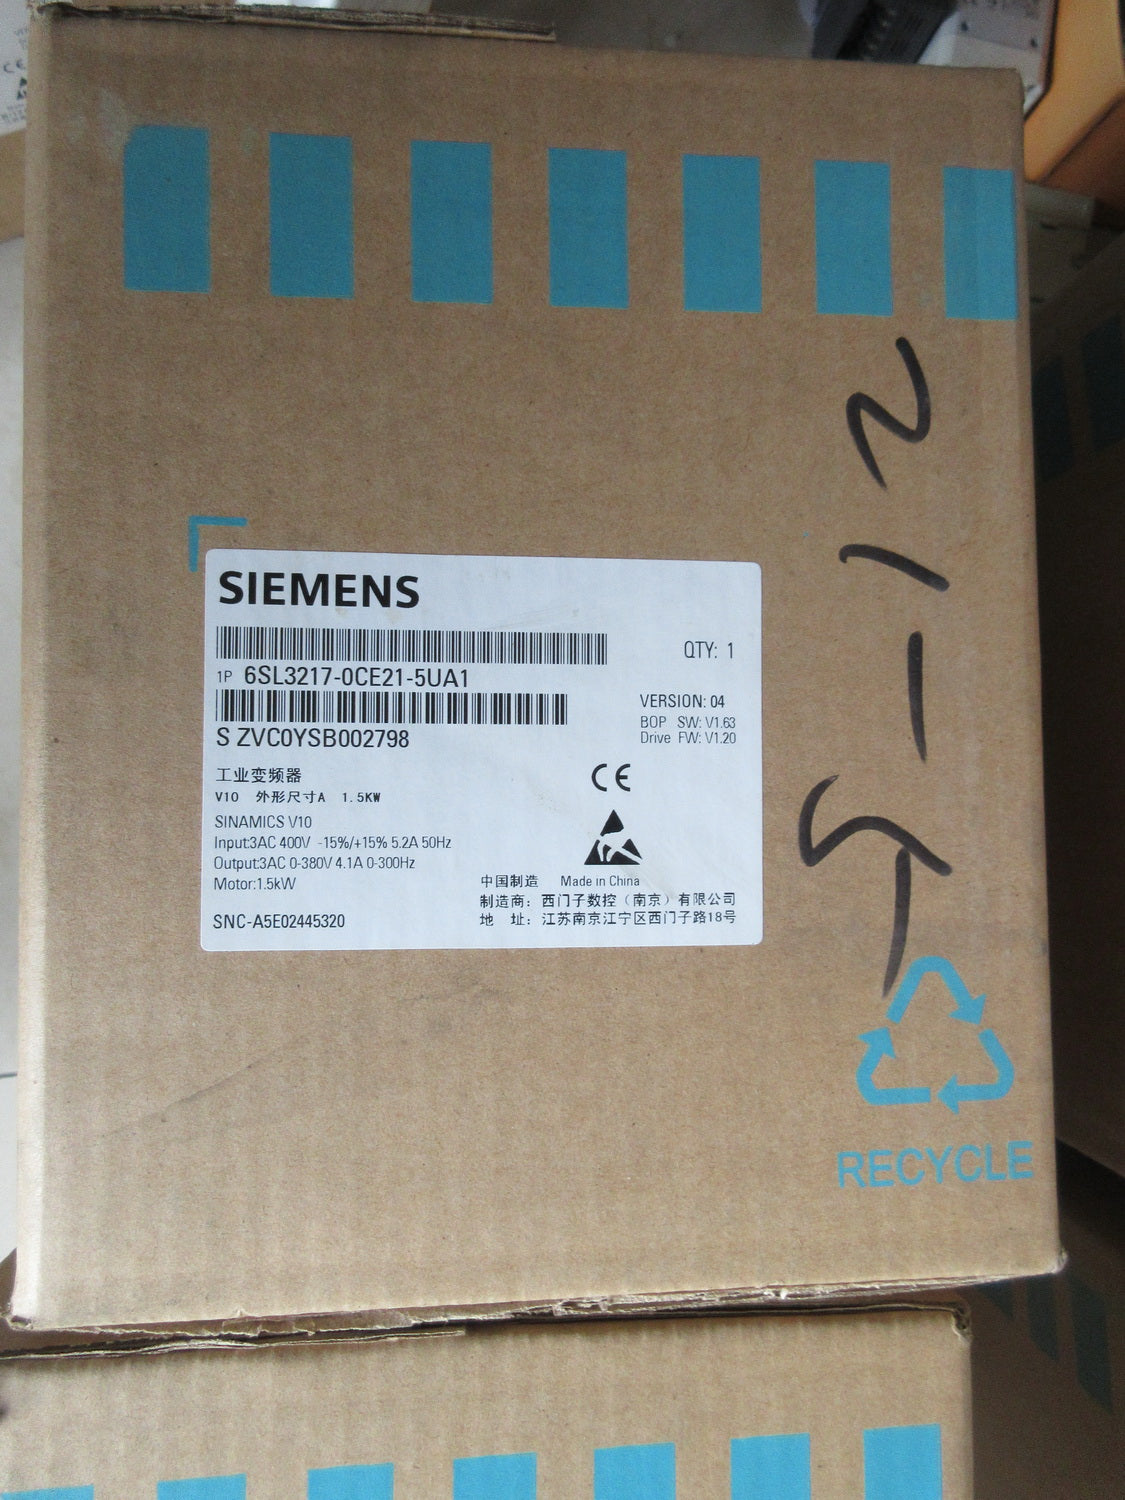 SIEMENS
QTY: 1
1P 6SL3217-0CE21-5UA1
VERSION: 04
BOP SW: V1.63
Drive FW: V1.20
S ZVC0YSB002798
工业变频器
V10 外形尺寸A 1.5KW
CE
SINAMICS V10
Input:3AC 400V -15%/+15% 5.2A 50Hz
Output:3AC 0-380V 4.1A 0-300Hz
Motor:1.5kW
中国制造 Made in China
制造商: 西门子数控（南京）有限公司
地 址: 江苏南京江宁区西门子路18号
SNC-A5E02445320
RECYCLE